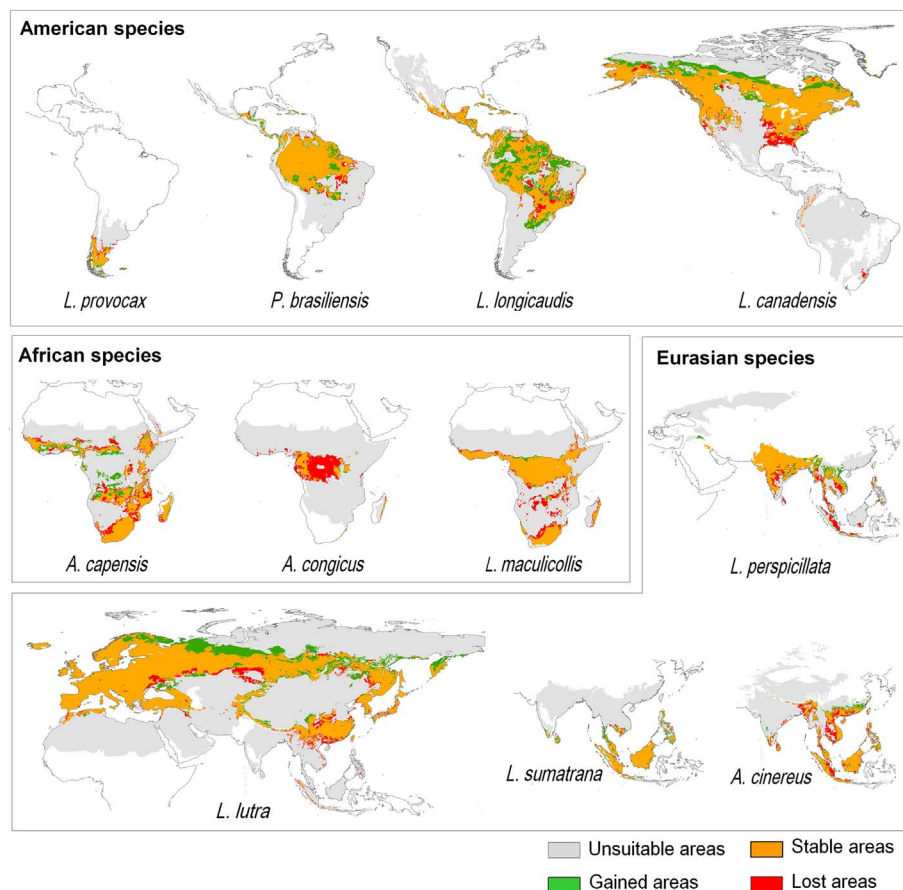 American species
L. provocax
P. brasiliensis
L. longicaudis
L. canadensis
African species
A. capensis
A. congicus
L. maculicollis
Eurasian species
L. perspicillata
L. lutra
L. sumatrana
A. cinereus
Unsuitable areas
Stable areas
Gained areas
Lost areas